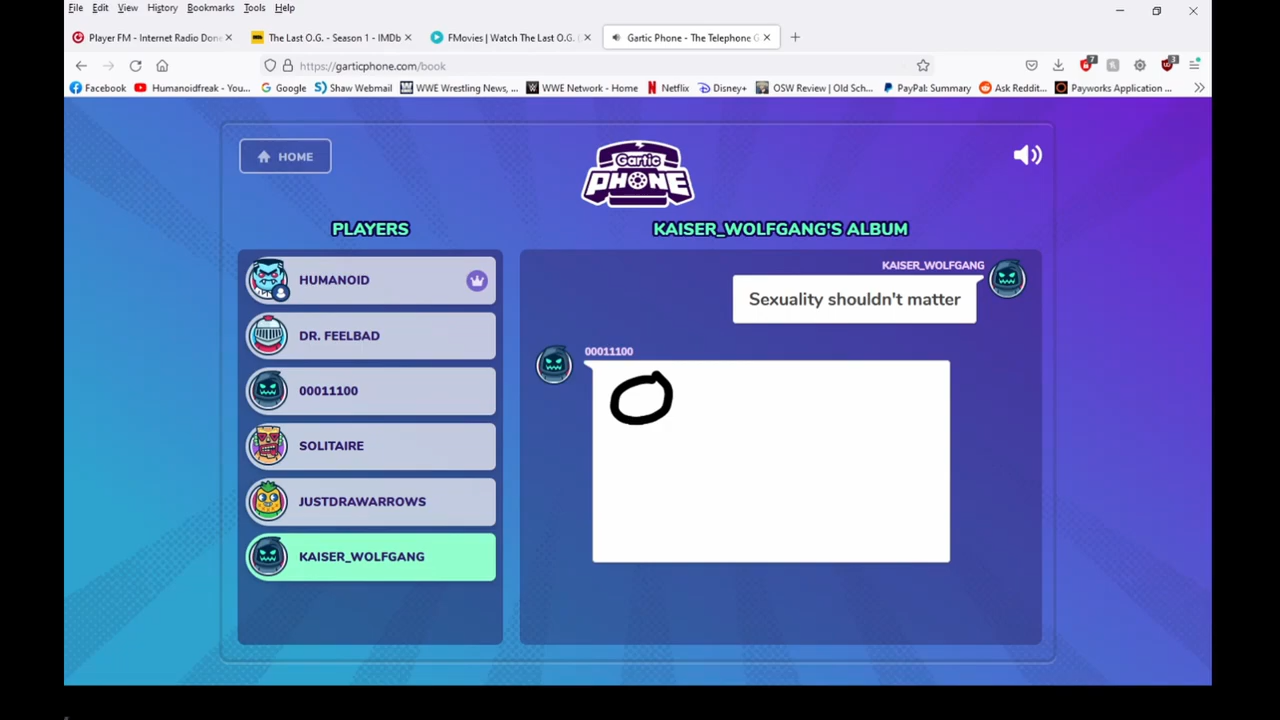 File Edit View History Bookmarks Tools Help
Player FM - Internet Radio Done
The Last O.G. - Season 1 - IMDb
FMovies | Watch The Last O.G. (
Gartic Phone - The Telephone G
https://garticphone.com/book
7
3
Facebook
Humanoidfreak - You...
Google
Shaw Webmail
WWE Wrestling News, ...
WWE Network - Home
Netflix
Disney+
OSW Review | Old Sch...
PayPal: Summary
Ask Reddit...
Payworks Application ...
HOME
Gartic
PHONE
PLAYERS
KAISER_WOLFGANG'S ALBUM
HUMANOID
DR. FEELBAD
00011100
SOLITAIRE
JUSTDRAWARROWS
KAISER_WOLFGANG
KAISER_WOLFGANG
Sexuality shouldn't matter
00011100